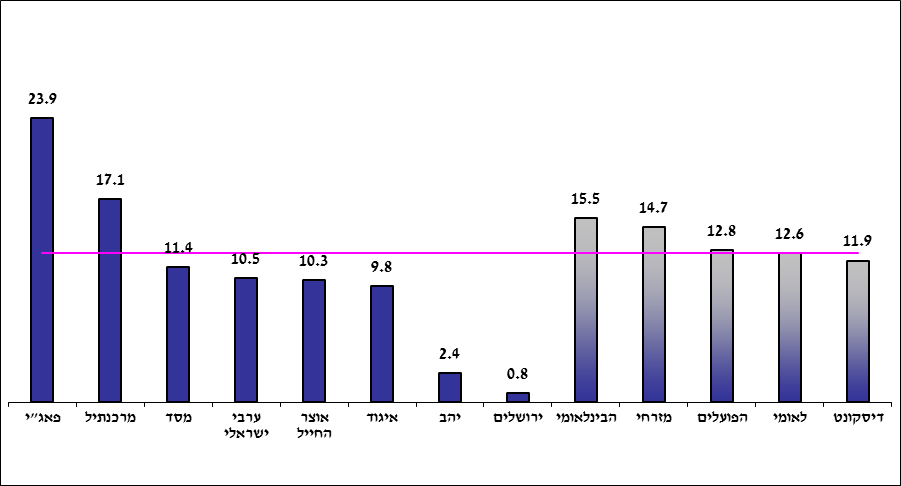 23.9
17.1
11.4
10.5
10.3
9.8
2.4
0.8
15.5
14.7
12.8
12.6
11.9
פאג״י
מרכנתיל
מסד
ערבי
ישראלי
אוצר
החייל
איגוד
יהב
ירושלים
הבינלאומי
מזרחי
הפועלים
לאומי
דיסקונט